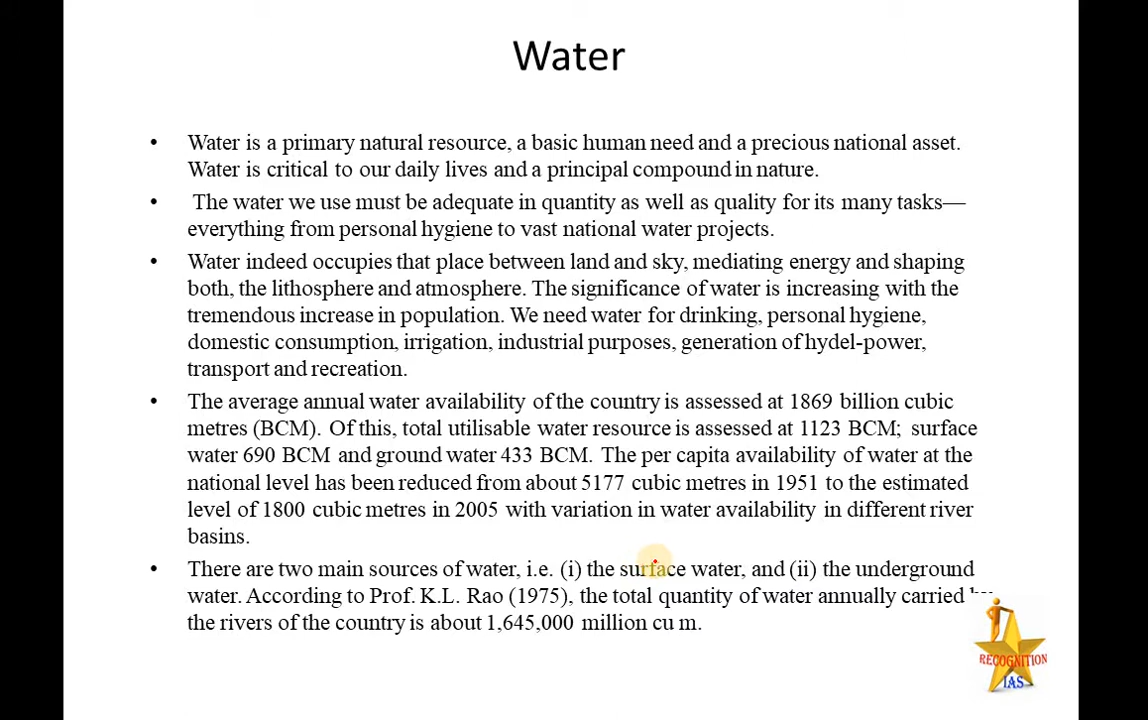 Water
• Water is a primary natural resource, a basic human need and a precious national asset.
Water is critical to our daily lives and a principal compound in nature.
• The water we use must be adequate in quantity as well as quality for its many tasks—
everything from personal hygiene to vast national water projects.
• Water indeed occupies that place between land and sky, mediating energy and shaping
both, the lithosphere and atmosphere. The significance of water is increasing with the
tremendous increase in population. We need water for drinking, personal hygiene,
domestic consumption, irrigation, industrial purposes, generation of hydel-power,
transport and recreation.
• The average annual water availability of the country is assessed at 1869 billion cubic
metres (BCM). Of this, total utilisable water resource is assessed at 1123 BCM; surface
water 690 BCM and ground water 433 BCM. The per capita availability of water at the
national level has been reduced from about 5177 cubic metres in 1951 to the estimated
level of 1800 cubic metres in 2005 with variation in water availability in different river
basins.
• There are two main sources of water, i.e. (i) the surface water, and (ii) the underground
water. According to Prof. K.L. Rao (1975), the total quantity of water annually carried
the rivers of the country is about 1,645,000 million cu m.
RECOGNITION
IAS